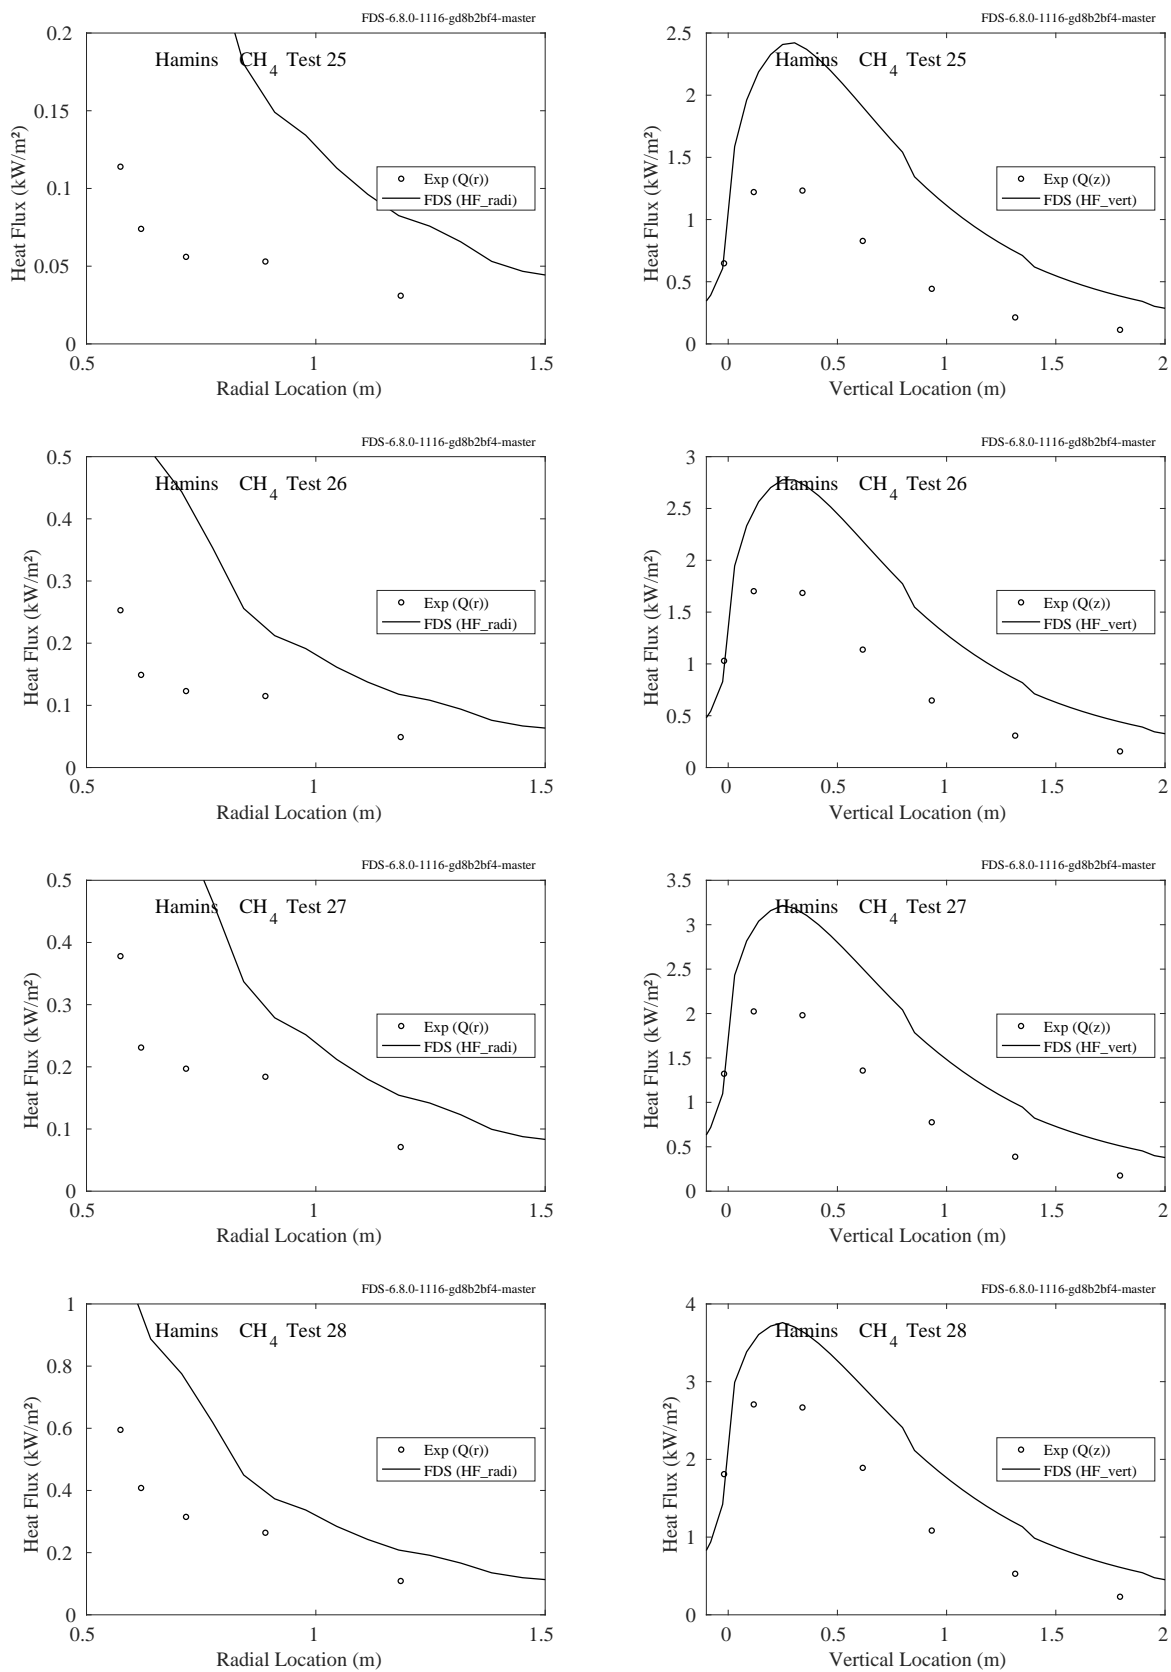 FDS-6.8.0-1116-gd8b2bf4-master
Hamins CH4 Test 25
Heat Flux (kW/m²)
0.2
0.15
0.1
0.05
0
Exp (Q(r))
FDS (HF_radi)
0.5 1 1.5
Radial Location (m)
FDS-6.8.0-1116-gd8b2bf4-master
Hamins CH4 Test 25
Heat Flux (kW/m²)
2.5
2
1.5
1
0.5
0
Exp (Q(z))
FDS (HF_vert)
0 0.5 1 1.5 2
Vertical Location (m)
FDS-6.8.0-1116-gd8b2bf4-master
Hamins CH4 Test 26
Heat Flux (kW/m²)
0.5
0.4
0.3
0.2
0.1
0
Exp (Q(r))
FDS (HF_radi)
0.5 1 1.5
Radial Location (m)
FDS-6.8.0-1116-gd8b2bf4-master
Hamins CH4 Test 26
Heat Flux (kW/m²)
3
2.5
2
1.5
1
0.5
0
Exp (Q(z))
FDS (HF_vert)
0 0.5 1 1.5 2
Vertical Location (m)
FDS-6.8.0-1116-gd8b2bf4-master
Hamins CH4 Test 27
Heat Flux (kW/m²)
0.5
0.4
0.3
0.2
0.1
0
Exp (Q(r))
FDS (HF_radi)
0.5 1 1.5
Radial Location (m)
FDS-6.8.0-1116-gd8b2bf4-master
Hamins CH4 Test 27
Heat Flux (kW/m²)
3.5
3
2.5
2
1.5
1
0.5
0
Exp (Q(z))
FDS (HF_vert)
0 0.5 1 1.5 2
Vertical Location (m)
FDS-6.8.0-1116-gd8b2bf4-master
Hamins CH4 Test 28
Heat Flux (kW/m²)
1
0.8
0.6
0.4
0.2
0
Exp (Q(r))
FDS (HF_radi)
0.5 1 1.5
Radial Location (m)
FDS-6.8.0-1116-gd8b2bf4-master
Hamins CH4 Test 28
Heat Flux (kW/m²)
4
3
2
1
0
Exp (Q(z))
FDS (HF_vert)
0 0.5 1 1.5 2
Vertical Location (m)